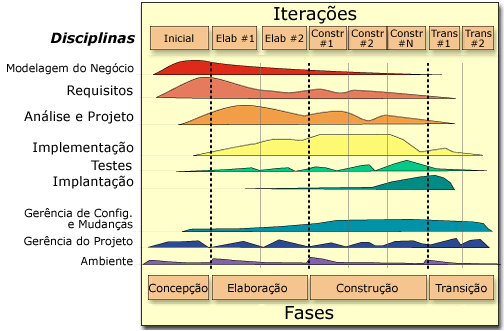 Iterações
Disciplinas
Inicial
Elab #1
Elab #2
Constr
#1
Constr
#2
Constr
#N
Trans
#1
Trans
#2
Modelagem do Negócio
Requisitos
Análise e Projeto
Implementação
Testes
Implantação
Gerência de Config.
e Mudanças
Gerência do Projeto
Ambiente
Concepção
Elaboração
Construção
Transição
Fases